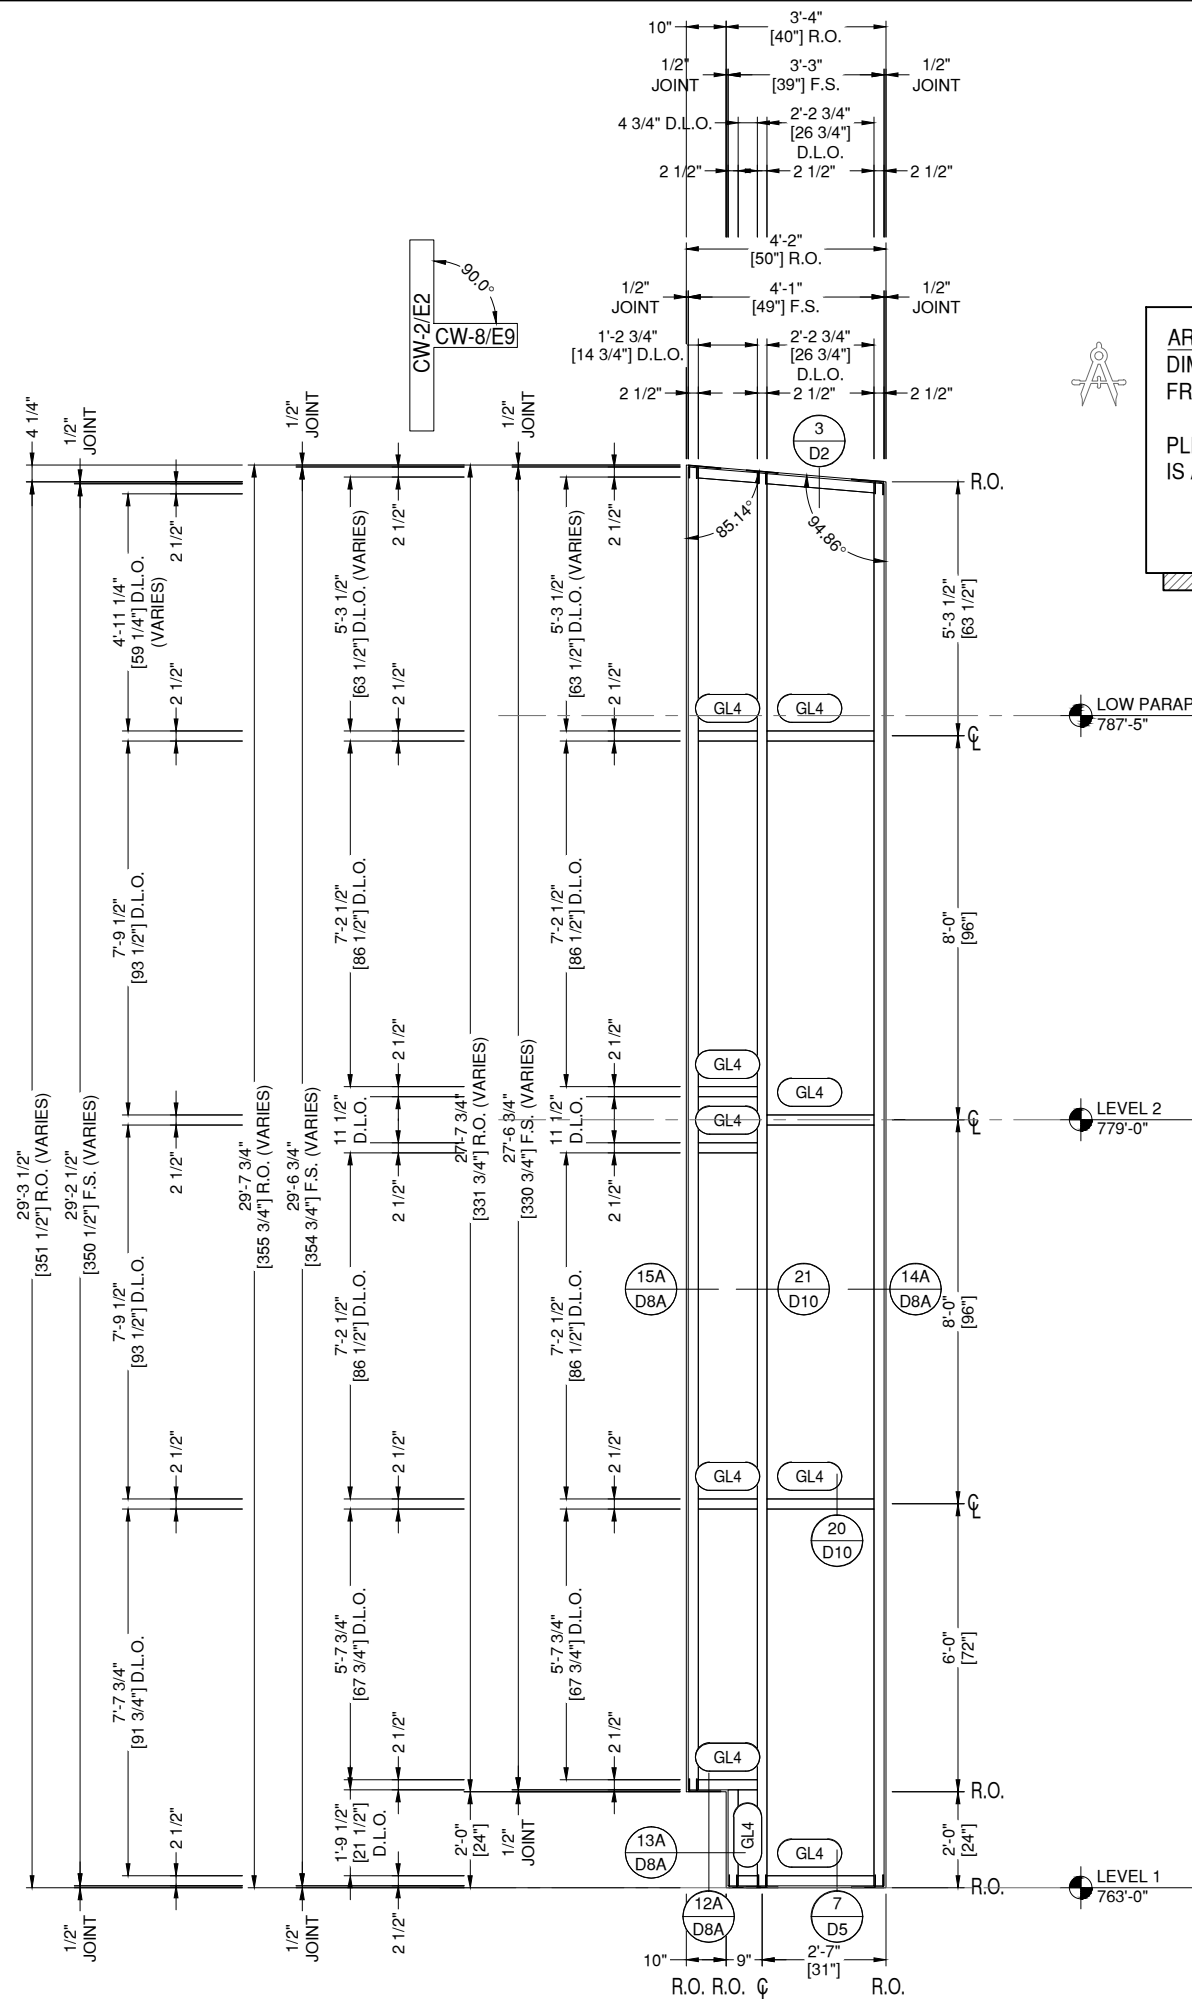 10"
3'-4"
[40"] R.O.
1/2"
JOINT
3'-3"
[39"] F.S.
1/2"
JOINT
4 3/4" D.L.O.
2'-2 3/4"
[26 3/4"]
D.L.O.
2 1/2"
2 1/2"
2 1/2"
4'-2"
[50"] R.O.
1/2"
JOINT
4'-1"
[49"] F.S.
1/2"
JOINT
1'-2 3/4"
[14 3/4"] D.L.O.
2'-2 3/4"
[26 3/4"]
D.L.O.
2 1/2"
2 1/2"
2 1/2"
CW-2/E2
90.0°
CW-8/E9
AR
DIM
FR
PL
IS
3
D2
85.14°
94.86°
4 1/4"
1/2"
JOINT
29'-3 1/2"
[351 1/2"] R.O. (VARIES)
29'-2 1/2"
[350 1/2"] F.S. (VARIES)
1/2"
JOINT
2 1/2"
4'-11 1/4"
[59 1/4"] D.L.O.
(VARIES)
2 1/2"
7'-9 1/2"
[93 1/2"] D.L.O.
2 1/2"
7'-9 1/2"
[93 1/2"] D.L.O.
2 1/2"
7'-7 3/4"
[91 3/4"] D.L.O.
2 1/2"
29'-7 3/4"
[355 3/4"] R.O. (VARIES)
1/2"
JOINT
29'-6 3/4"
[354 3/4"] F.S. (VARIES)
1/2"
JOINT
2 1/2"
5'-3 1/2"
[63 1/2"] D.L.O. (VARIES)
2 1/2"
7'-2 1/2"
[86 1/2"] D.L.O.
2 1/2"
11 1/2"
D.L.O.
2 1/2"
7'-2 1/2"
[86 1/2"] D.L.O.
2 1/2"
5'-7 3/4"
[67 3/4"] D.L.O.
2 1/2"
1'-9 1/2"
[21 1/2"]
D.L.O.
2 1/2"
27'-7 3/4"
[331 3/4"] R.O. (VARIES)
2'-0"
[24"]
1/2"
JOINT
27'-6 3/4"
[330 3/4"] F.S. (VARIES)
1/2"
JOINT
2 1/2"
5'-3 1/2"
[63 1/2"] D.L.O. (VARIES)
2 1/2"
7'-2 1/2"
[86 1/2"] D.L.O.
2 1/2"
11 1/2"
D.L.O.
2 1/2"
7'-2 1/2"
[86 1/2"] D.L.O.
2 1/2"
5'-7 3/4"
[67 3/4"] D.L.O.
2 1/2"
GL4
GL4
GL4
GL4
GL4
15A
D8A
21
D10
14A
D8A
GL4
GL4
20
D10
GL4
GL4
GL4
13A
D8A
12A
D8A
7
D5
R.O.
5'-3 1/2"
[63 1/2"]
LOW PARAP
787'-5"
CL
8'-0"
[96"]
LEVEL 2
779'-0"
CL
8'-0"
[96"]
CL
6'-0"
[72"]
R.O.
2'-0"
[24"]
R.O.
LEVEL 1
763'-0"
10"
9"
2'-7"
[31"]
R.O.
R.O.
CL
R.O.